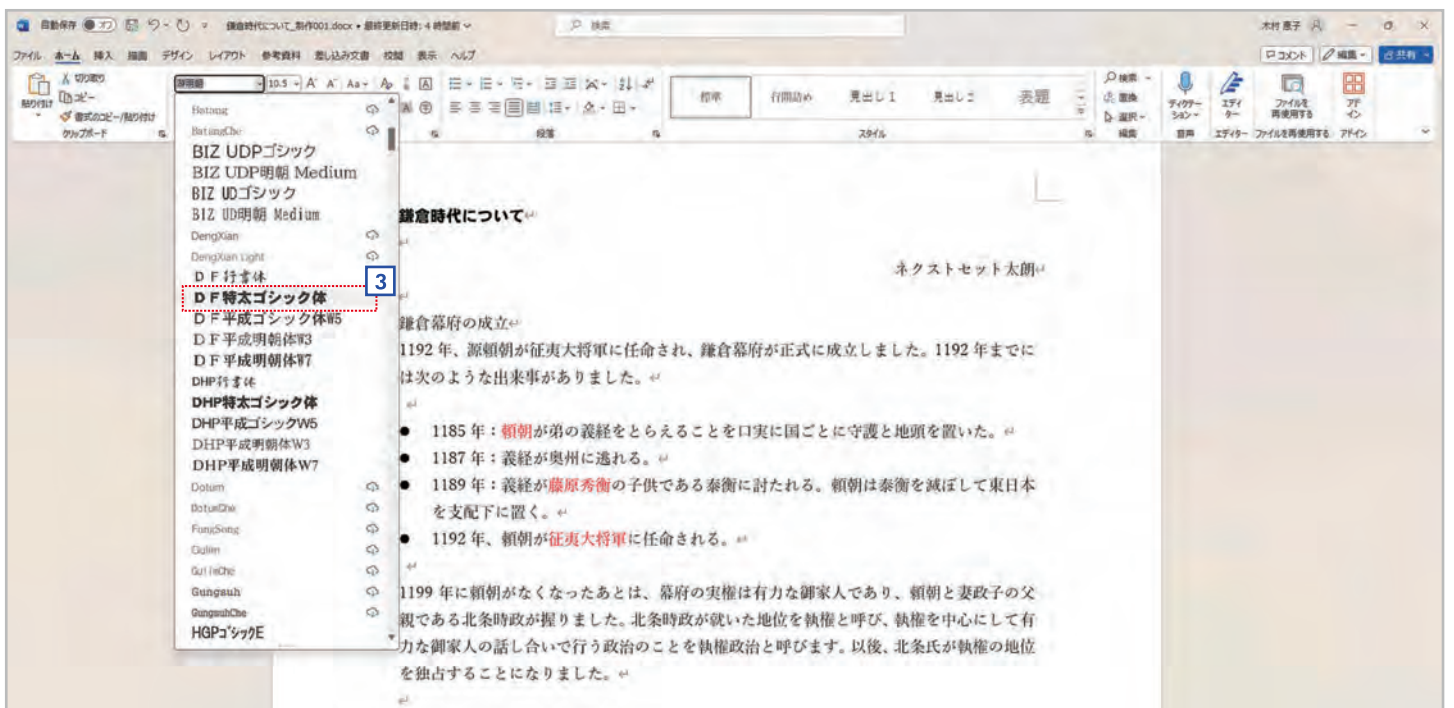 自動保存 オフ 鎌倉時代について_制作001.docx • 最終更新日時: 4 時間前 検索 木村 恵子
ファイル ホーム 挿入 描画 デザイン レイアウト 参考資料 差し込み文書 校閲 表示 ヘルプ コメント 編集 共有
貼り付け 切り取り コピー 書式のコピー/貼り付け
クリップボード
游明朝 10.5
標準 行間詰め 見出し 1 見出し 2 表題
検索 置換 選択
ディクテーション エディター ファイルを再使用する アドイン
段落 スタイル 編集 音声 エディター ファイルを再使用する アドイン
Batang
BatangChe
BIZ UDPゴシック
BIZ UDP明朝 Medium
BIZ UDゴシック
BIZ UD明朝 Medium
DengXian
DengXian Light
ＤＦ行書体
3
ＤＦ特太ゴシック体
ＤＦ平成ゴシック体W5
ＤＦ平成明朝体W3
ＤＦ平成明朝体W7
DHP行書体
DHP特太ゴシック体
DHP平成ゴシックW5
DHP平成明朝体W3
DHP平成明朝体W7
Dotum
DotumChe
FangSong
Gulim
GulimChe
Gungsuh
GungsuhChe
HGPゴシックE
鎌倉時代について
ネクストセット太朗
鎌倉幕府の成立
1192 年、源頼朝が征夷大将軍に任命され、鎌倉幕府が正式に成立しました。1192 年までに
は次のような出来事がありました。
● 1185 年：頼朝が弟の義経をとらえることを口実に国ごとに守護と地頭を置いた。
● 1187 年：義経が奥州に逃れる。
● 1189 年：義経が藤原秀衡の子供である泰衡に討たれる。頼朝は泰衡を滅ぼして東日本
を支配下に置く。
● 1192 年、頼朝が征夷大将軍に任命される。
1199 年に頼朝がなくなったあとは、幕府の実権は有力な御家人であり、頼朝と妻政子の父
親である北条時政が握りました。北条時政が就いた地位を執権と呼び、執権を中心にして有
力な御家人の話し合いで行う政治のことを執権政治と呼びます。以後、北条氏が執権の地位
を独占することになりました。